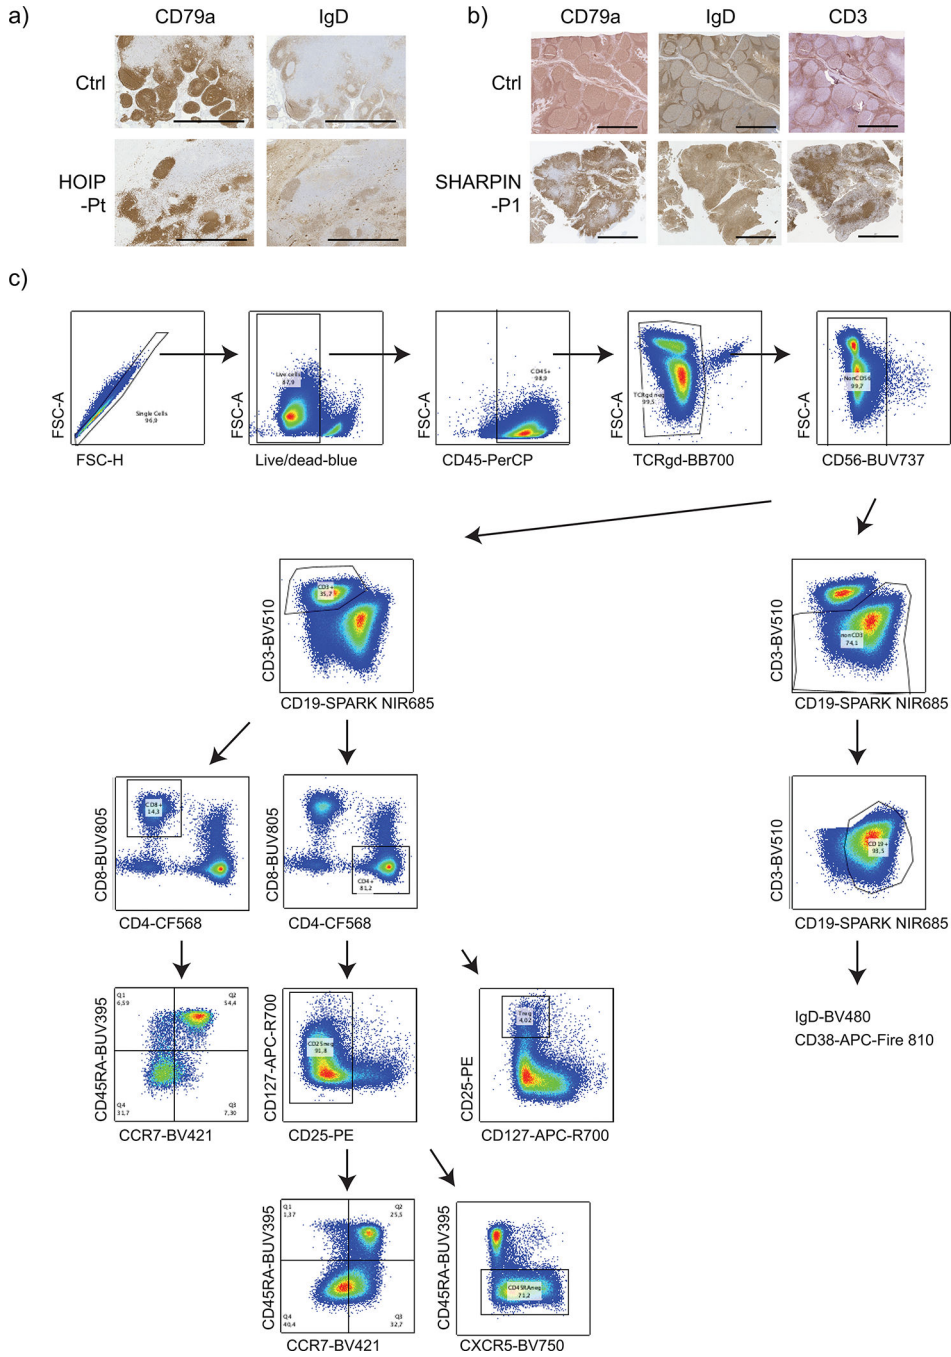 a)
CD79a IgD
Ctrl
HOIP
-Pt
b)
CD79a IgD CD3
Ctrl
SHARPIN
-P1
c)
FSC-A
Single Cells
96,9
FSC-H
FSC-A
Live cells
87,9
Live/dead-blue
FSC-A
CD45+
98,9
CD45-PerCP
FSC-A
TCRgd neg
99,5
TCRgd-BB700
FSC-A
NonCD56
99,7
CD56-BUV737
CD3-BV510
CD3+
35,7
CD19-SPARK NIR685
CD3-BV510
nonCD3
74,1
CD19-SPARK NIR685
CD8-BUV805
CD8+
14,3
CD4-CF568
CD8-BUV805
CD4+
81,2
CD4-CF568
CD3-BV510
CD19+
93,5
CD19-SPARK NIR685
CD45RA-BUV395
Q1
6,59
Q2
54,4
Q4
31,7
Q3
7,30
CCR7-BV421
CD127-APC-R700
CD25neg
91,8
CD25-PE
CD25-PE
Treg
4,02
CD127-APC-R700
IgD-BV480
CD38-APC-Fire 810
CD45RA-BUV395
Q1
1,37
Q2
25,5
Q4
40,4
Q3
32,7
CCR7-BV421
CD45RA-BUV395
CD45RAneg
71,2
CXCR5-BV750